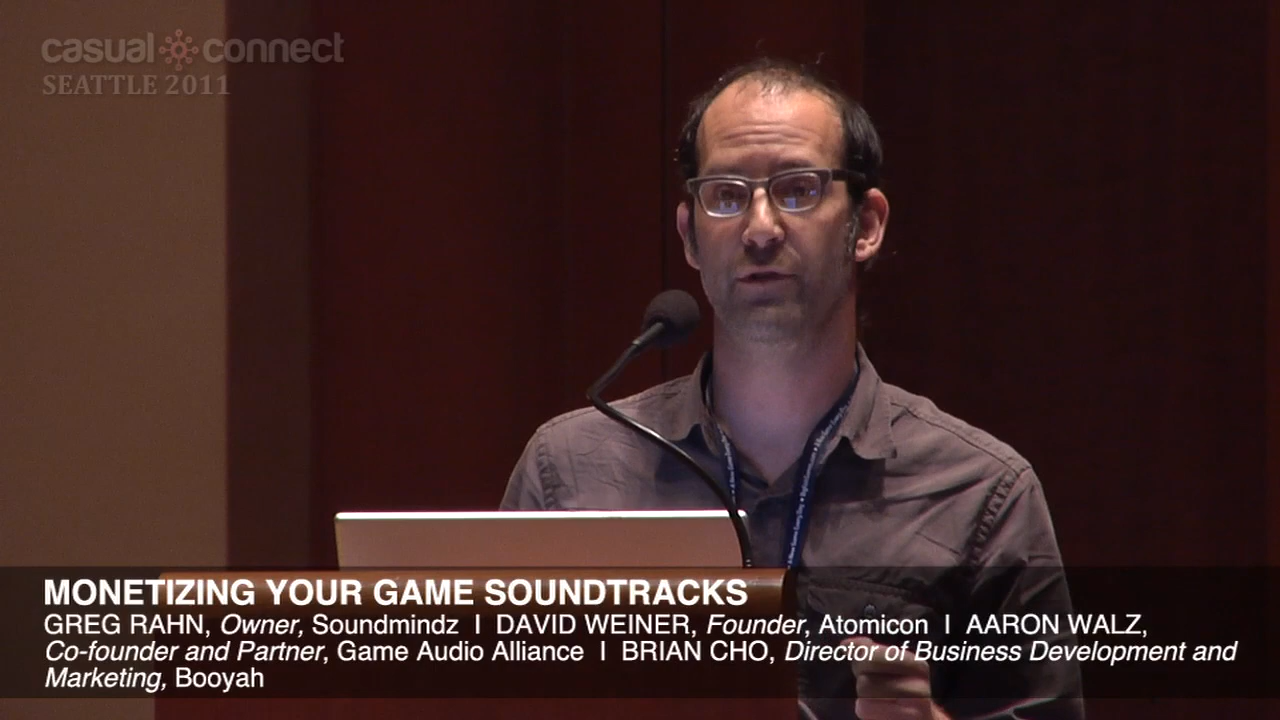 casual connect
SEATTLE 2011
MONETIZING YOUR GAME SOUNDTRACKS
GREG RAHN, Owner, Soundmindz I DAVID WEINER, Founder, Atomicon I AARON WALZ,
Co-founder and Partner, Game Audio Alliance I BRIAN CHO, Director of Business Development and
Marketing, Booyah